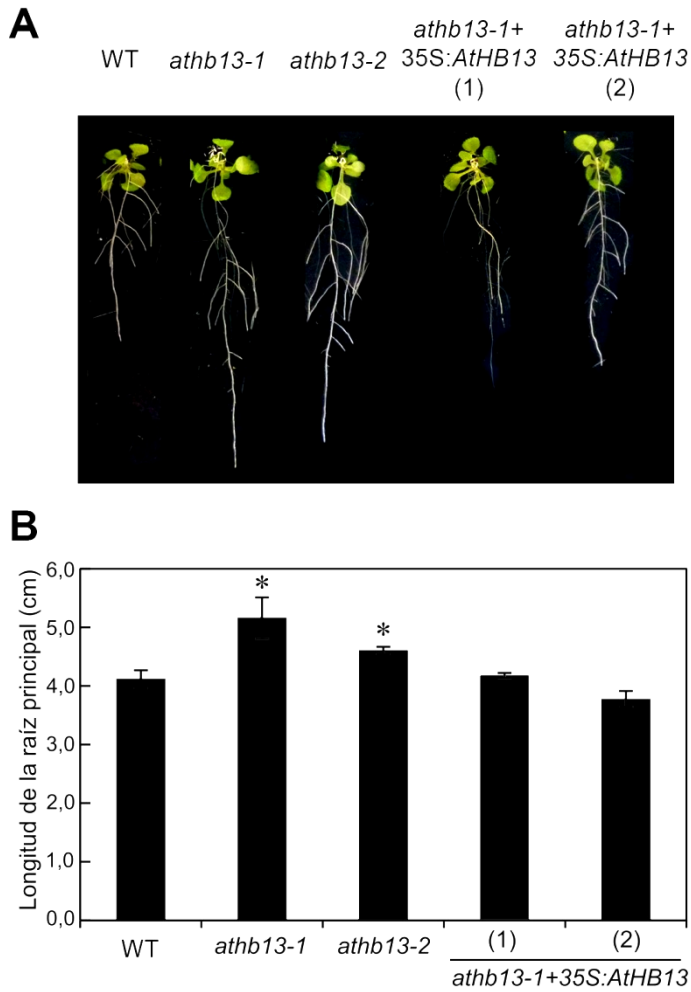 A
WT athb13-1 athb13-2 athb13-1+ 35S:AtHB13 (1) athb13-1+ 35S:AtHB13 (2)
B
Longitud de la raíz principal (cm)
6,0
5,0
4,0
3,0
2,0
1,0
0,0
* *
WT athb13-1 athb13-2 (1) (2)
athb13-1+35S:AtHB13